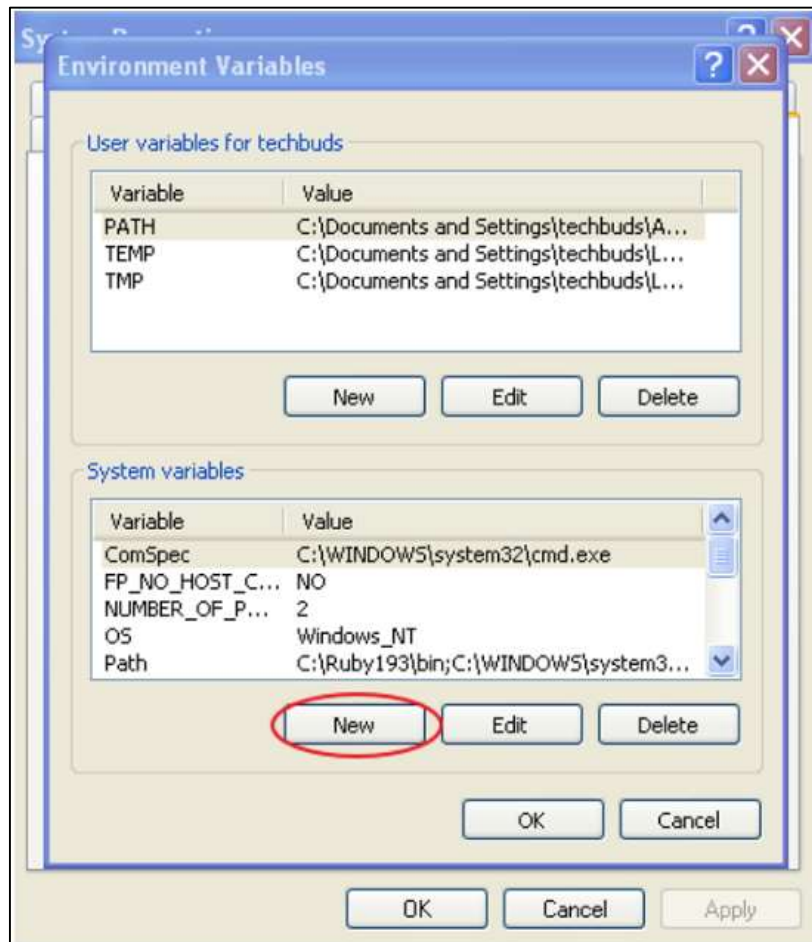 Environment Variables
User variables for techbuds
Variable Value
PATH C:\Documents and Settings\techbuds\A...
TEMP C:\Documents and Settings\techbuds\L...
TMP C:\Documents and Settings\techbuds\L...
New Edit Delete
System variables
Variable Value
ComSpec C:\WINDOWS\system32\cmd.exe
FP_NO_HOST_C... NO
NUMBER_OF_P... 2
OS Windows_NT
Path C:\Ruby193\bin;C:\WINDOWS\system3...
New Edit Delete
OK Cancel
OK Cancel Apply